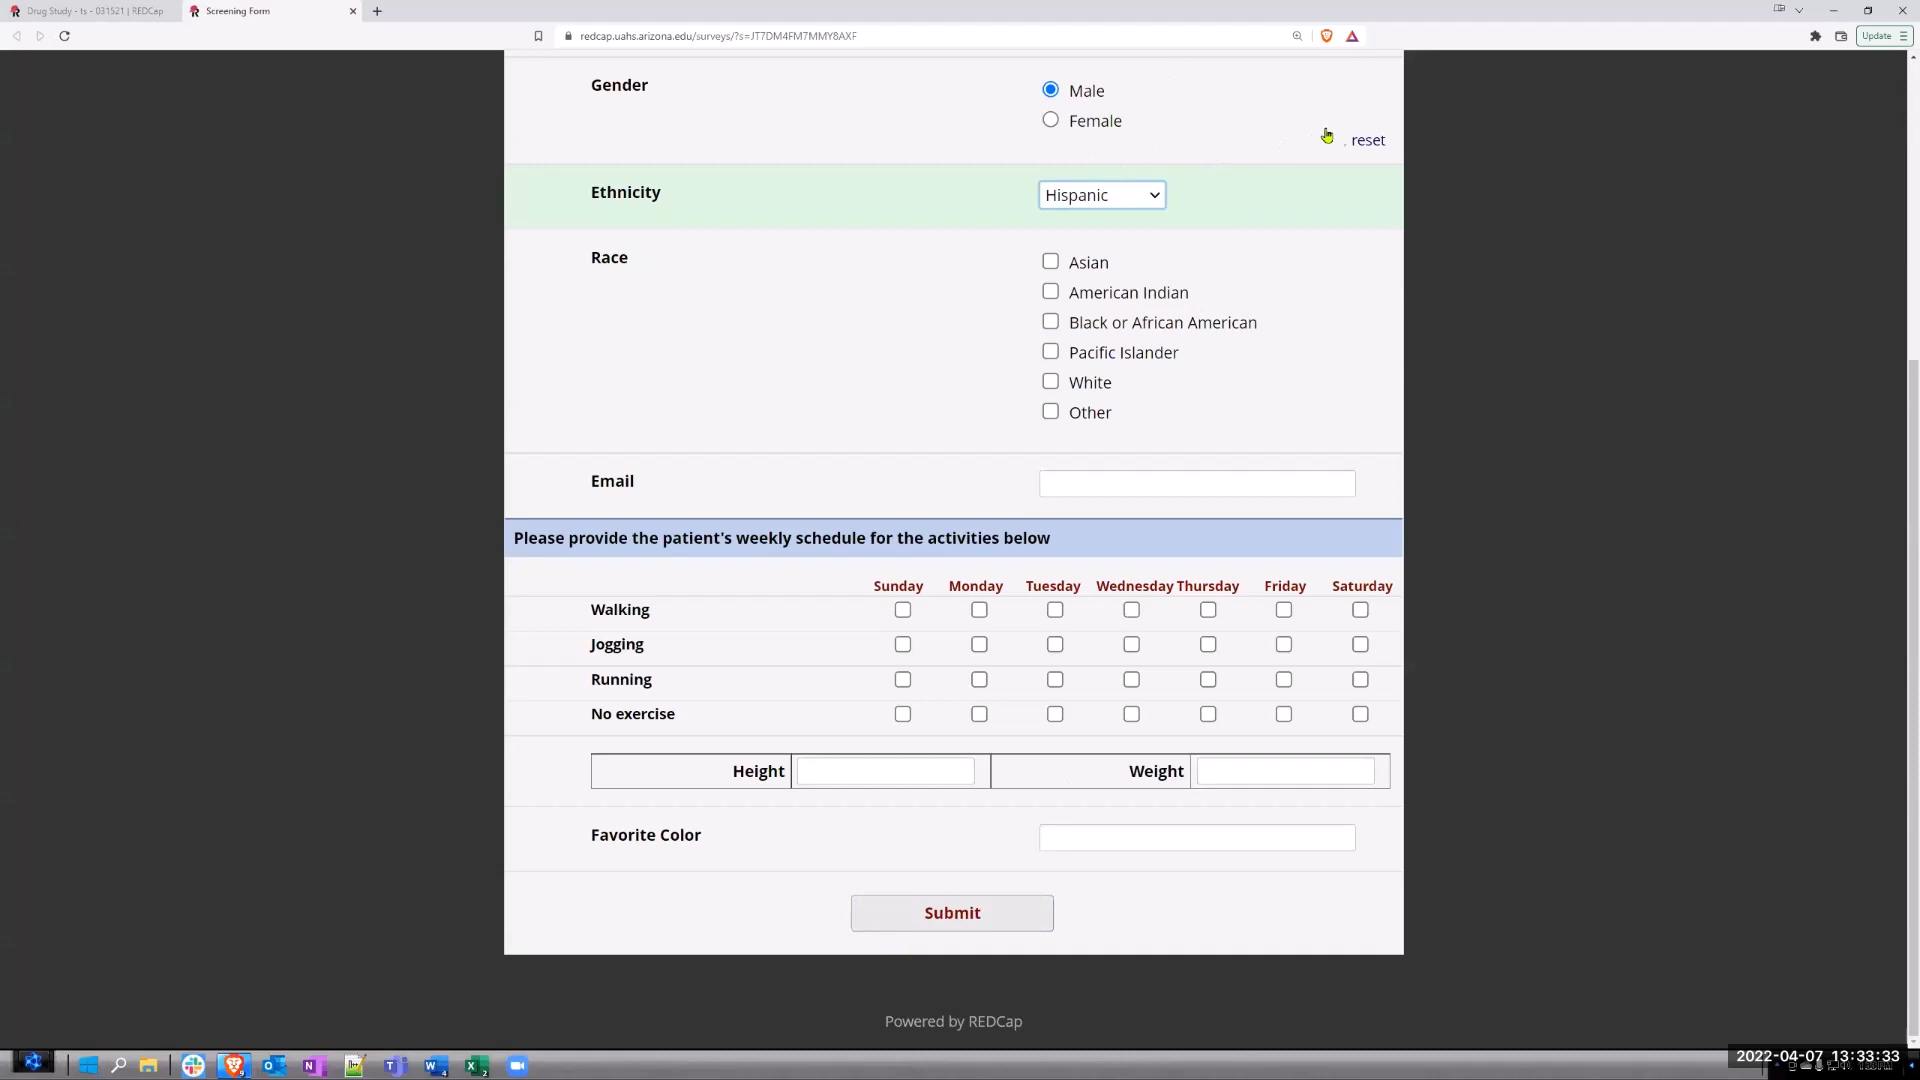 Drug Study - ts - 031521 | REDCap
Screening Form
redcap.uahs.arizona.edu/surveys/?s=JT7DM4FM7MMY8AXF
Update
Gender
Male
Female
reset
Ethnicity
Hispanic
Race
Asian
American Indian
Black or African American
Pacific Islander
White
Other
Email
Please provide the patient's weekly schedule for the activities below
Sunday Monday Tuesday Wednesday Thursday Friday Saturday
Walking
Jogging
Running
No exercise
Height Weight
Favorite Color
Submit
Powered by REDCap
2022-04-07 13:33:33